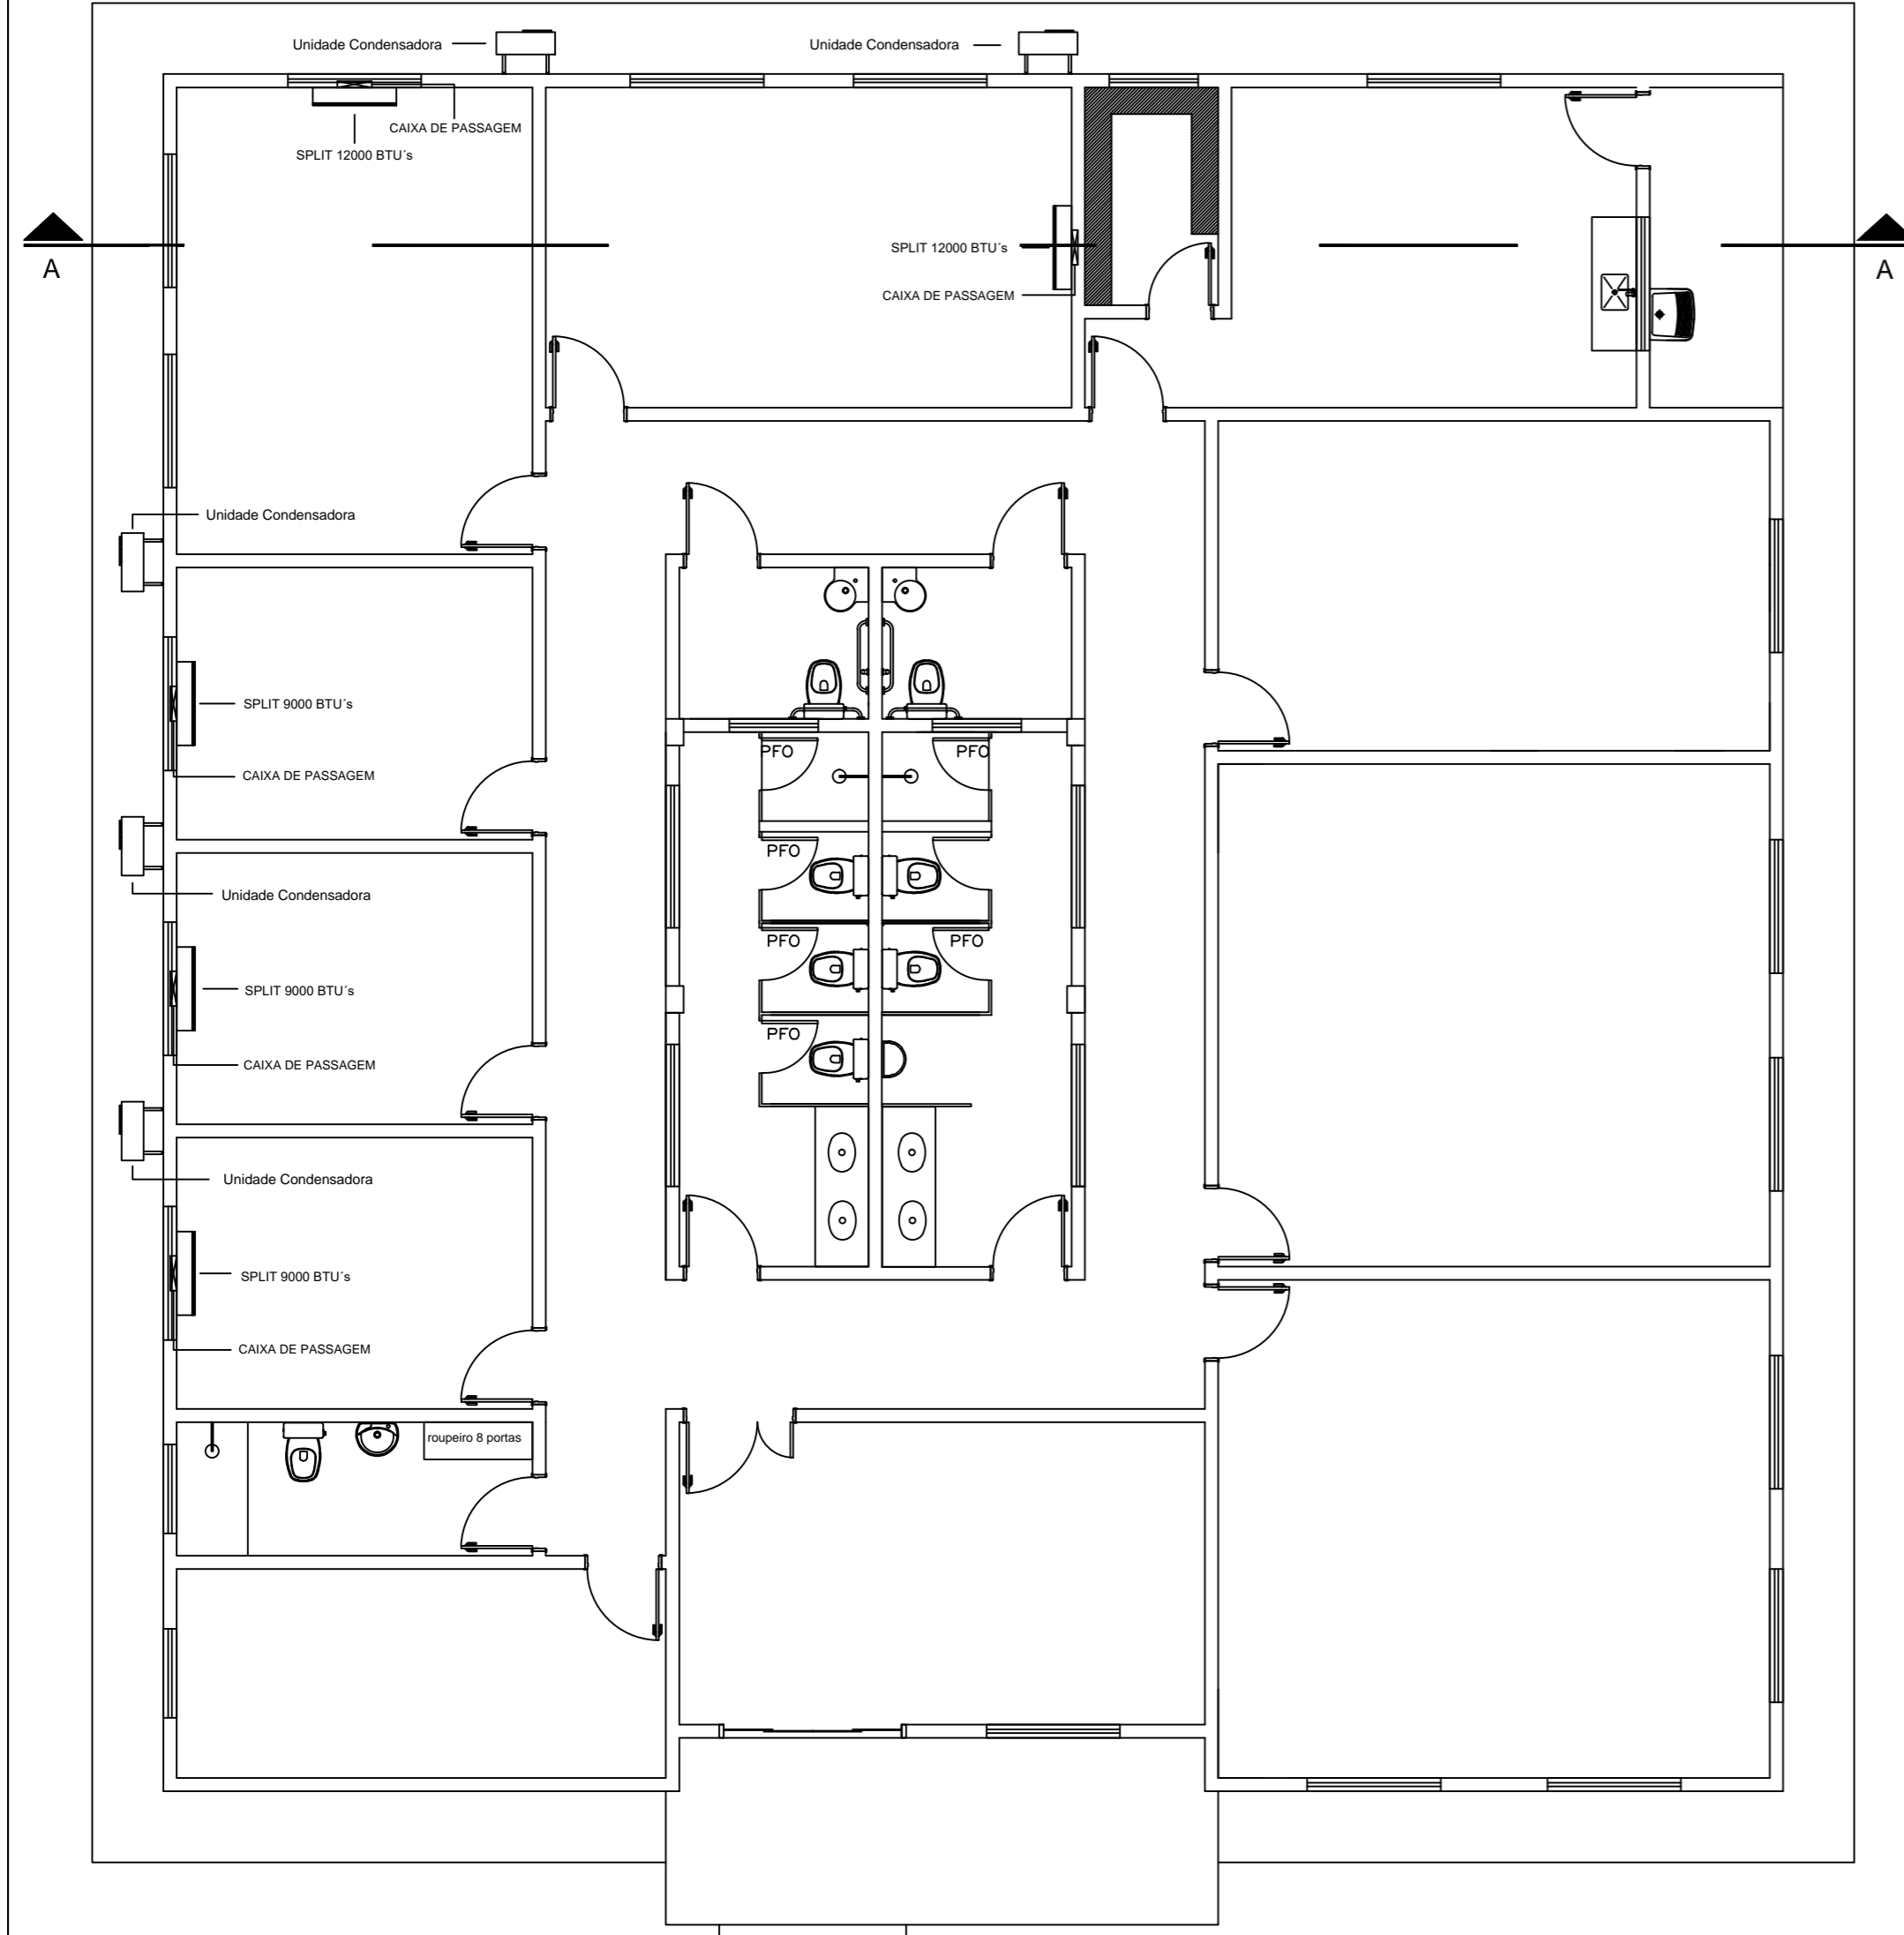 Unidade Condensadora
Unidade Condensadora
CAIXA DE PASSAGEM
SPLIT 12000 BTU´s
SPLIT 12000 BTU´s
A
A
CAIXA DE PASSAGEM
Unidade Condensadora
SPLIT 9000 BTU´s
PFO
PFO
CAIXA DE PASSAGEM
PFO
Unidade Condensadora
PFO
PFO
SPLIT 9000 BTU´s
PFO
CAIXA DE PASSAGEM
Unidade Condensadora
SPLIT 9000 BTU´s
CAIXA DE PASSAGEM
roupeiro 8 portas